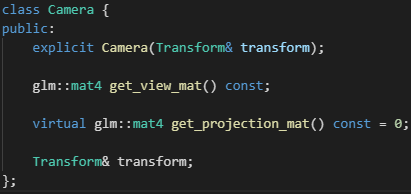 class Camera {
public:
    explicit Camera(Transform& transform);
    glm::mat4 get_view_mat() const;
    virtual glm::mat4 get_projection_mat() const = 0;
    Transform& transform;
};